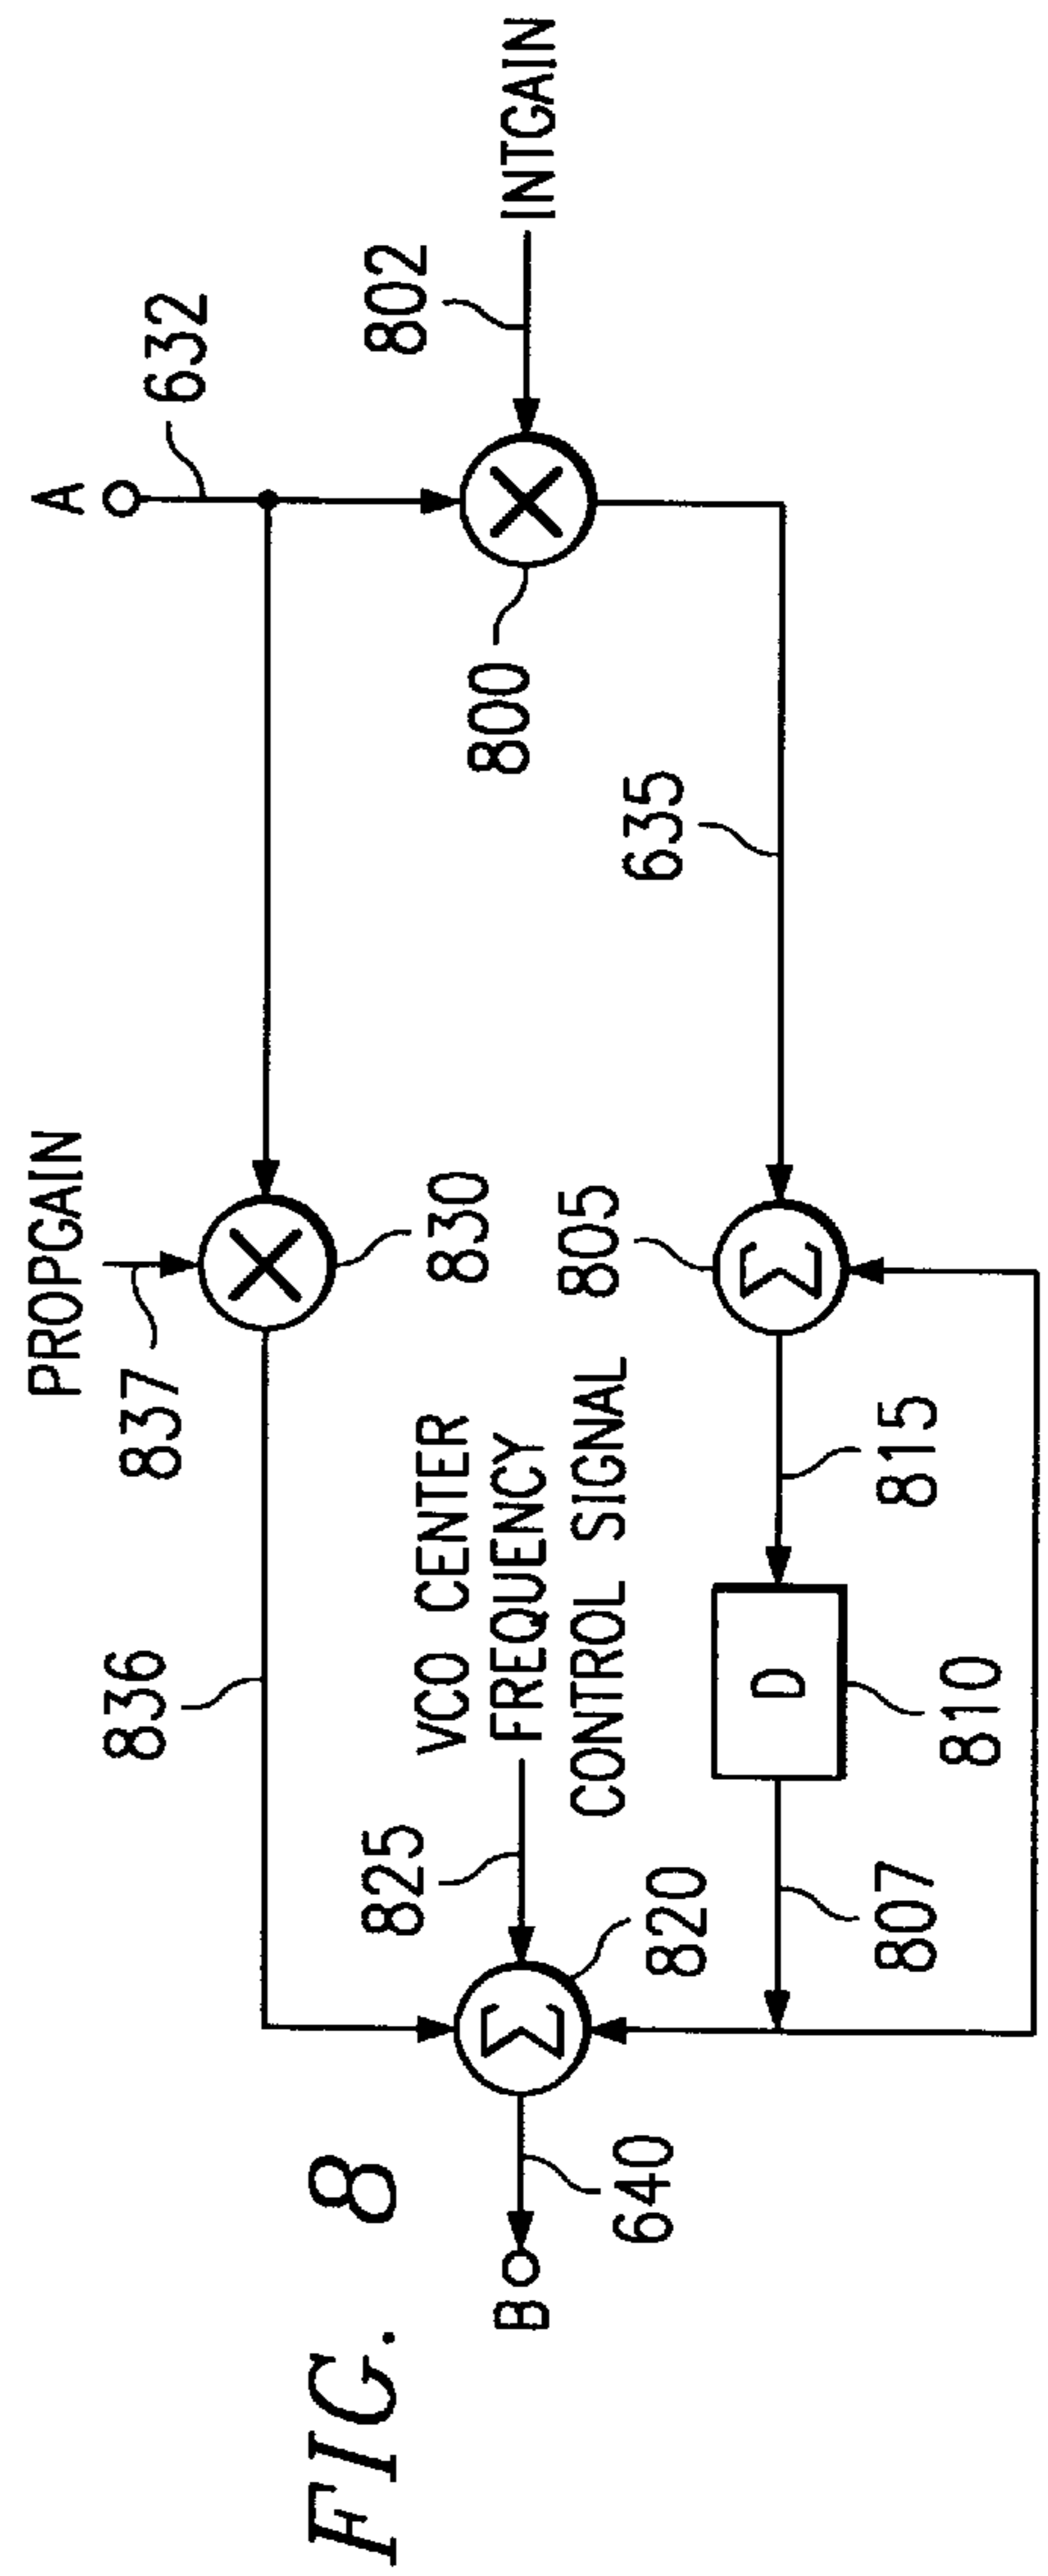 PROPGAIN
A
836
837
632
FIG. 8
825
VCO CENTER
FREQUENCY
CONTROL SIGNAL
830
802
800
INTGAIN
B
Σ
640
820
805
635
Σ
D
807
815
810